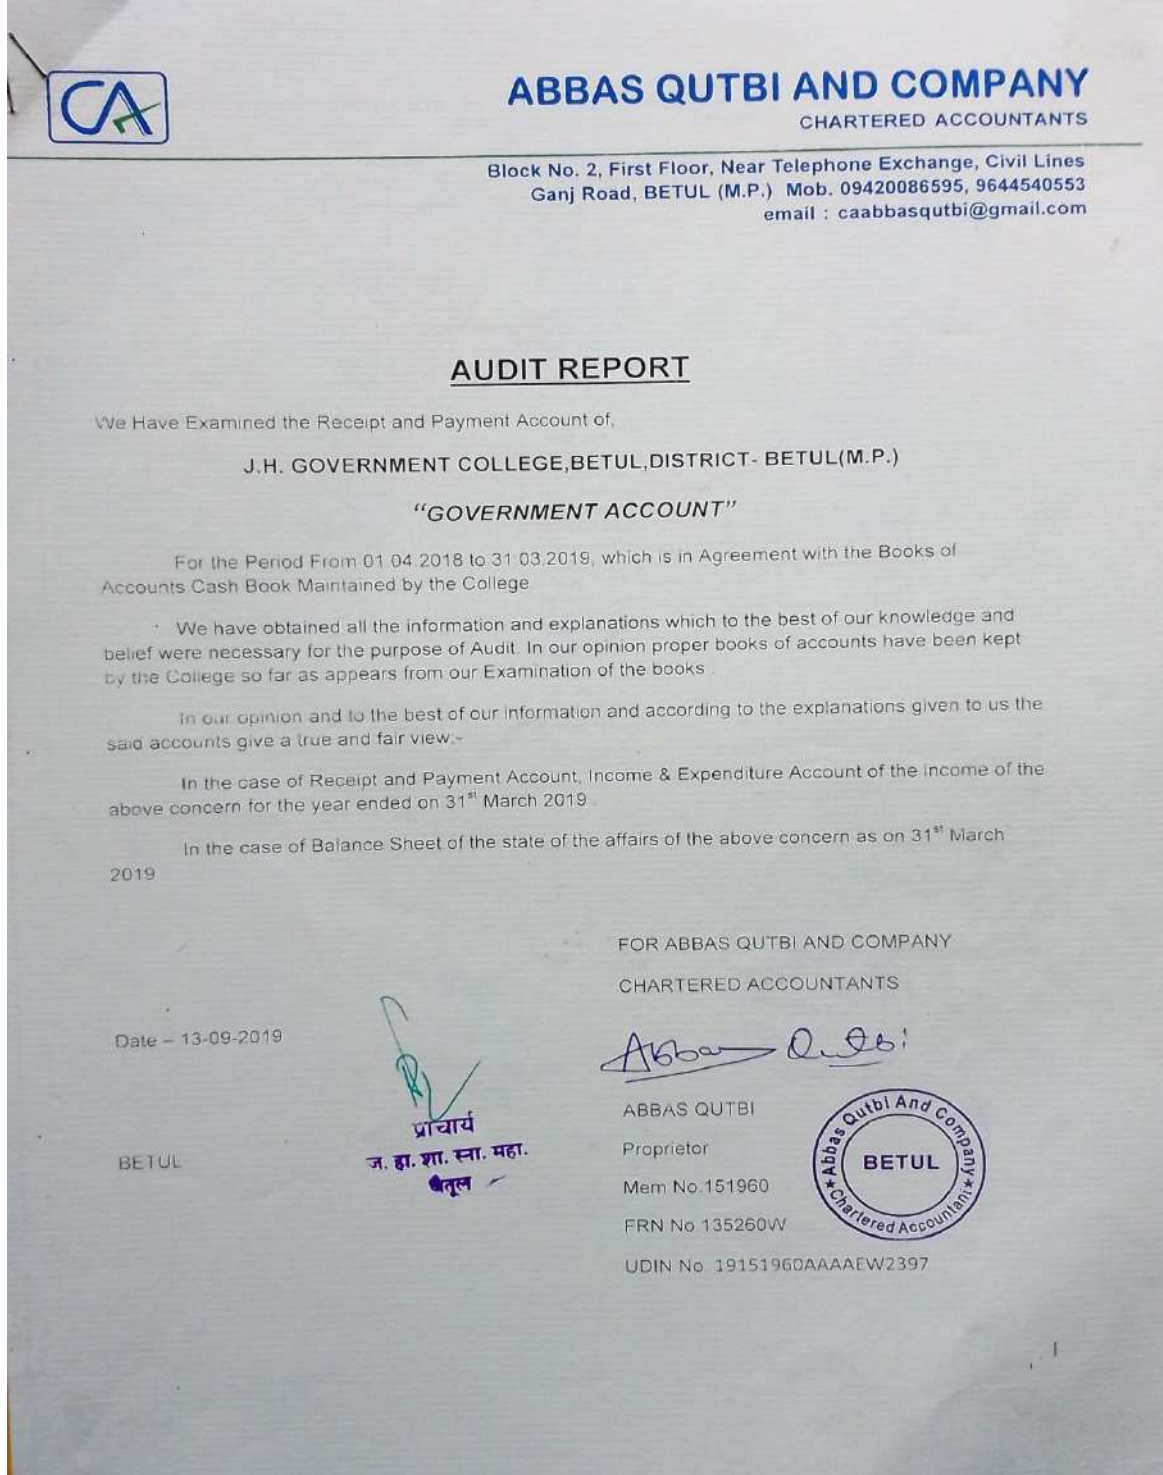 CA
ABBAS QUTBI AND COMPANY
CHARTERED ACCOUNTANTS
Block No. 2, First Floor, Near Telephone Exchange, Civil Lines
Ganj Road, BETUL (M.P.) Mob. 09420086595, 9644540553
email : caabbasqutbi@gmail.com
AUDIT REPORT
We Have Examined the Receipt and Payment Account of,
J.H. GOVERNMENT COLLEGE,BETUL,DISTRICT- BETUL(M.P.)
“GOVERNMENT ACCOUNT”
For the Period From 01.04.2018 to 31.03.2019, which is in Agreement with the Books of
Accounts Cash Book Maintained by the College
We have obtained all the information and explanations which to the best of our knowledge and
belief were necessary for the purpose of Audit. In our opinion proper books of accounts have been kept
by the College so far as appears from our Examination of the books .
In our opinion and to the best of our information and according to the explanations given to us the
said accounts give a true and fair view:-
In the case of Receipt and Payment Account, Income & Expenditure Account of the income of the
above concern for the year ended on 31st March 2019 .
In the case of Balance Sheet of the state of the affairs of the above concern as on 31st March
2019
FOR ABBAS QUTBI AND COMPANY
CHARTERED ACCOUNTANTS
Date – 13-09-2019
Abbas Qutbi
ABBAS QUTBI
Proprietor
Mem No.151960
FRN No 135260W
UDIN No 19151960AAAAEW2397
BETUL
प्राचार्य
ज. हा. शा. स्ना. महा.
बैतूल
Abbas Qutbi And Company
BETUL
Chartered Accountant
1